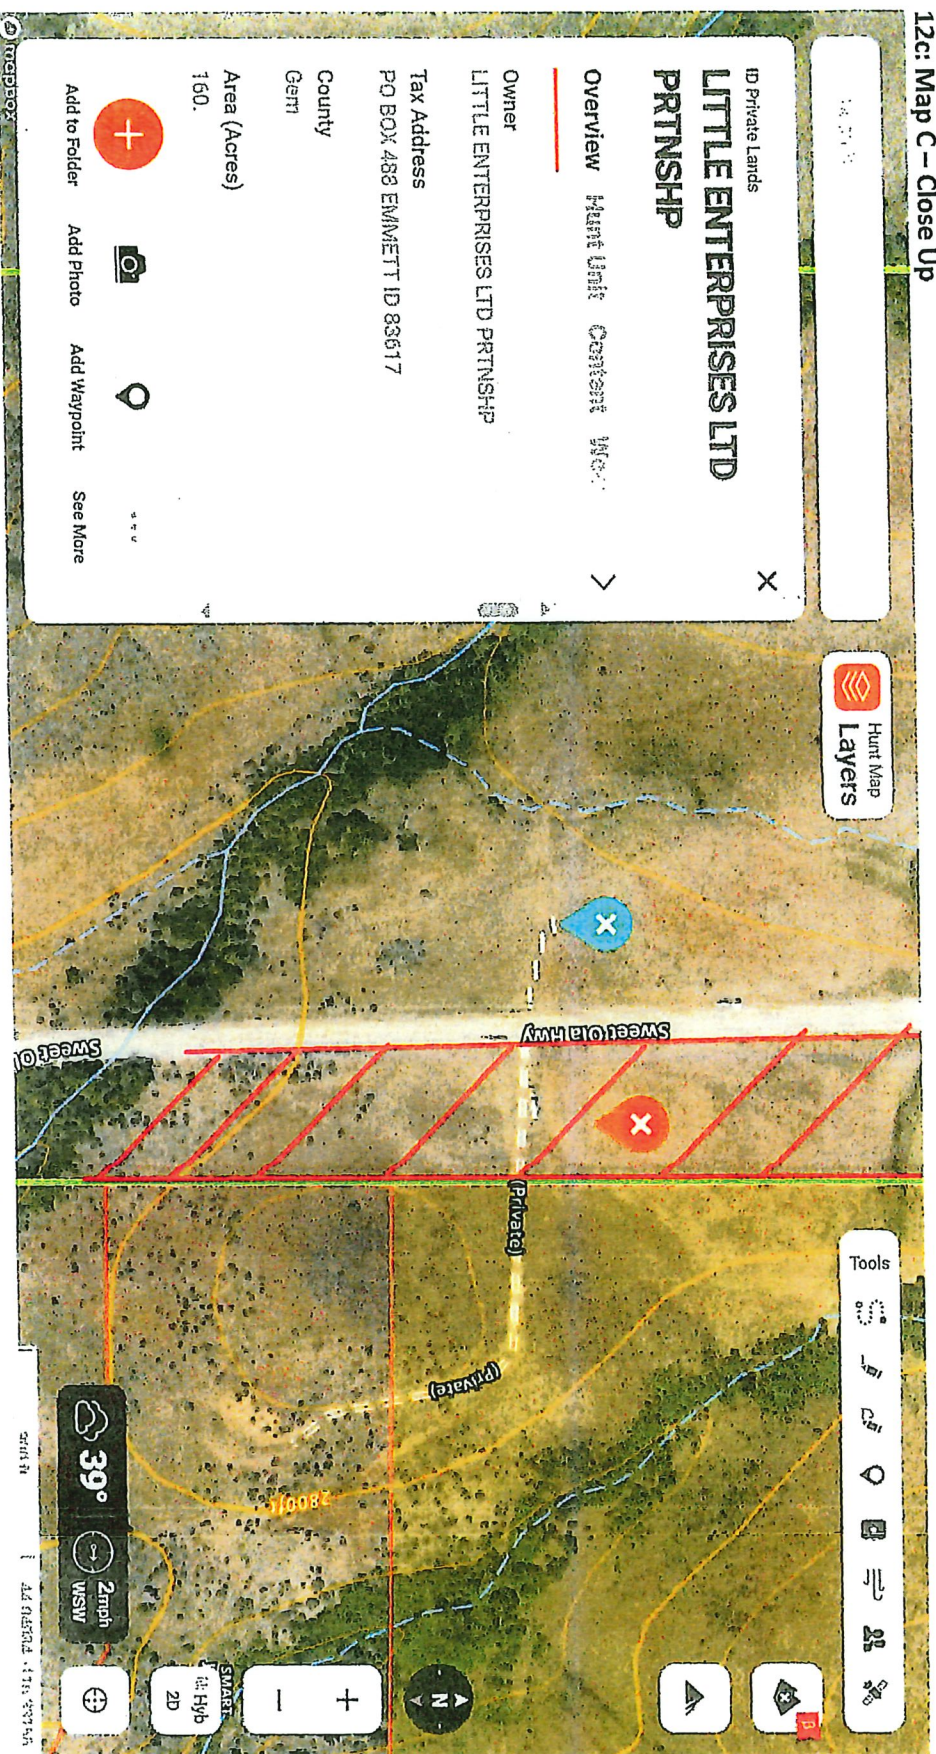 12c: Map C – Close Up
ID Private Lands
LITTLE ENTERPRISES LTD
PRTNSHP
Overview Hunt Unit Content
Owner
LITTLE ENTERPRISES LTD PRTNSHP
Tax Address
PO BOX 488 EMMETT ID 83617
County
Gem
Area (Acres)
160.
Add to Folder
Add Photo
Add Waypoint
See More
mapbox
Hunt Map
Layers
Sweet Ola Hwy
Sweet Ol
(Private)
(Private)
2,800ft
Tools
β
N
+
−
SMART
Hyb
2D
39°
2mph
WSW